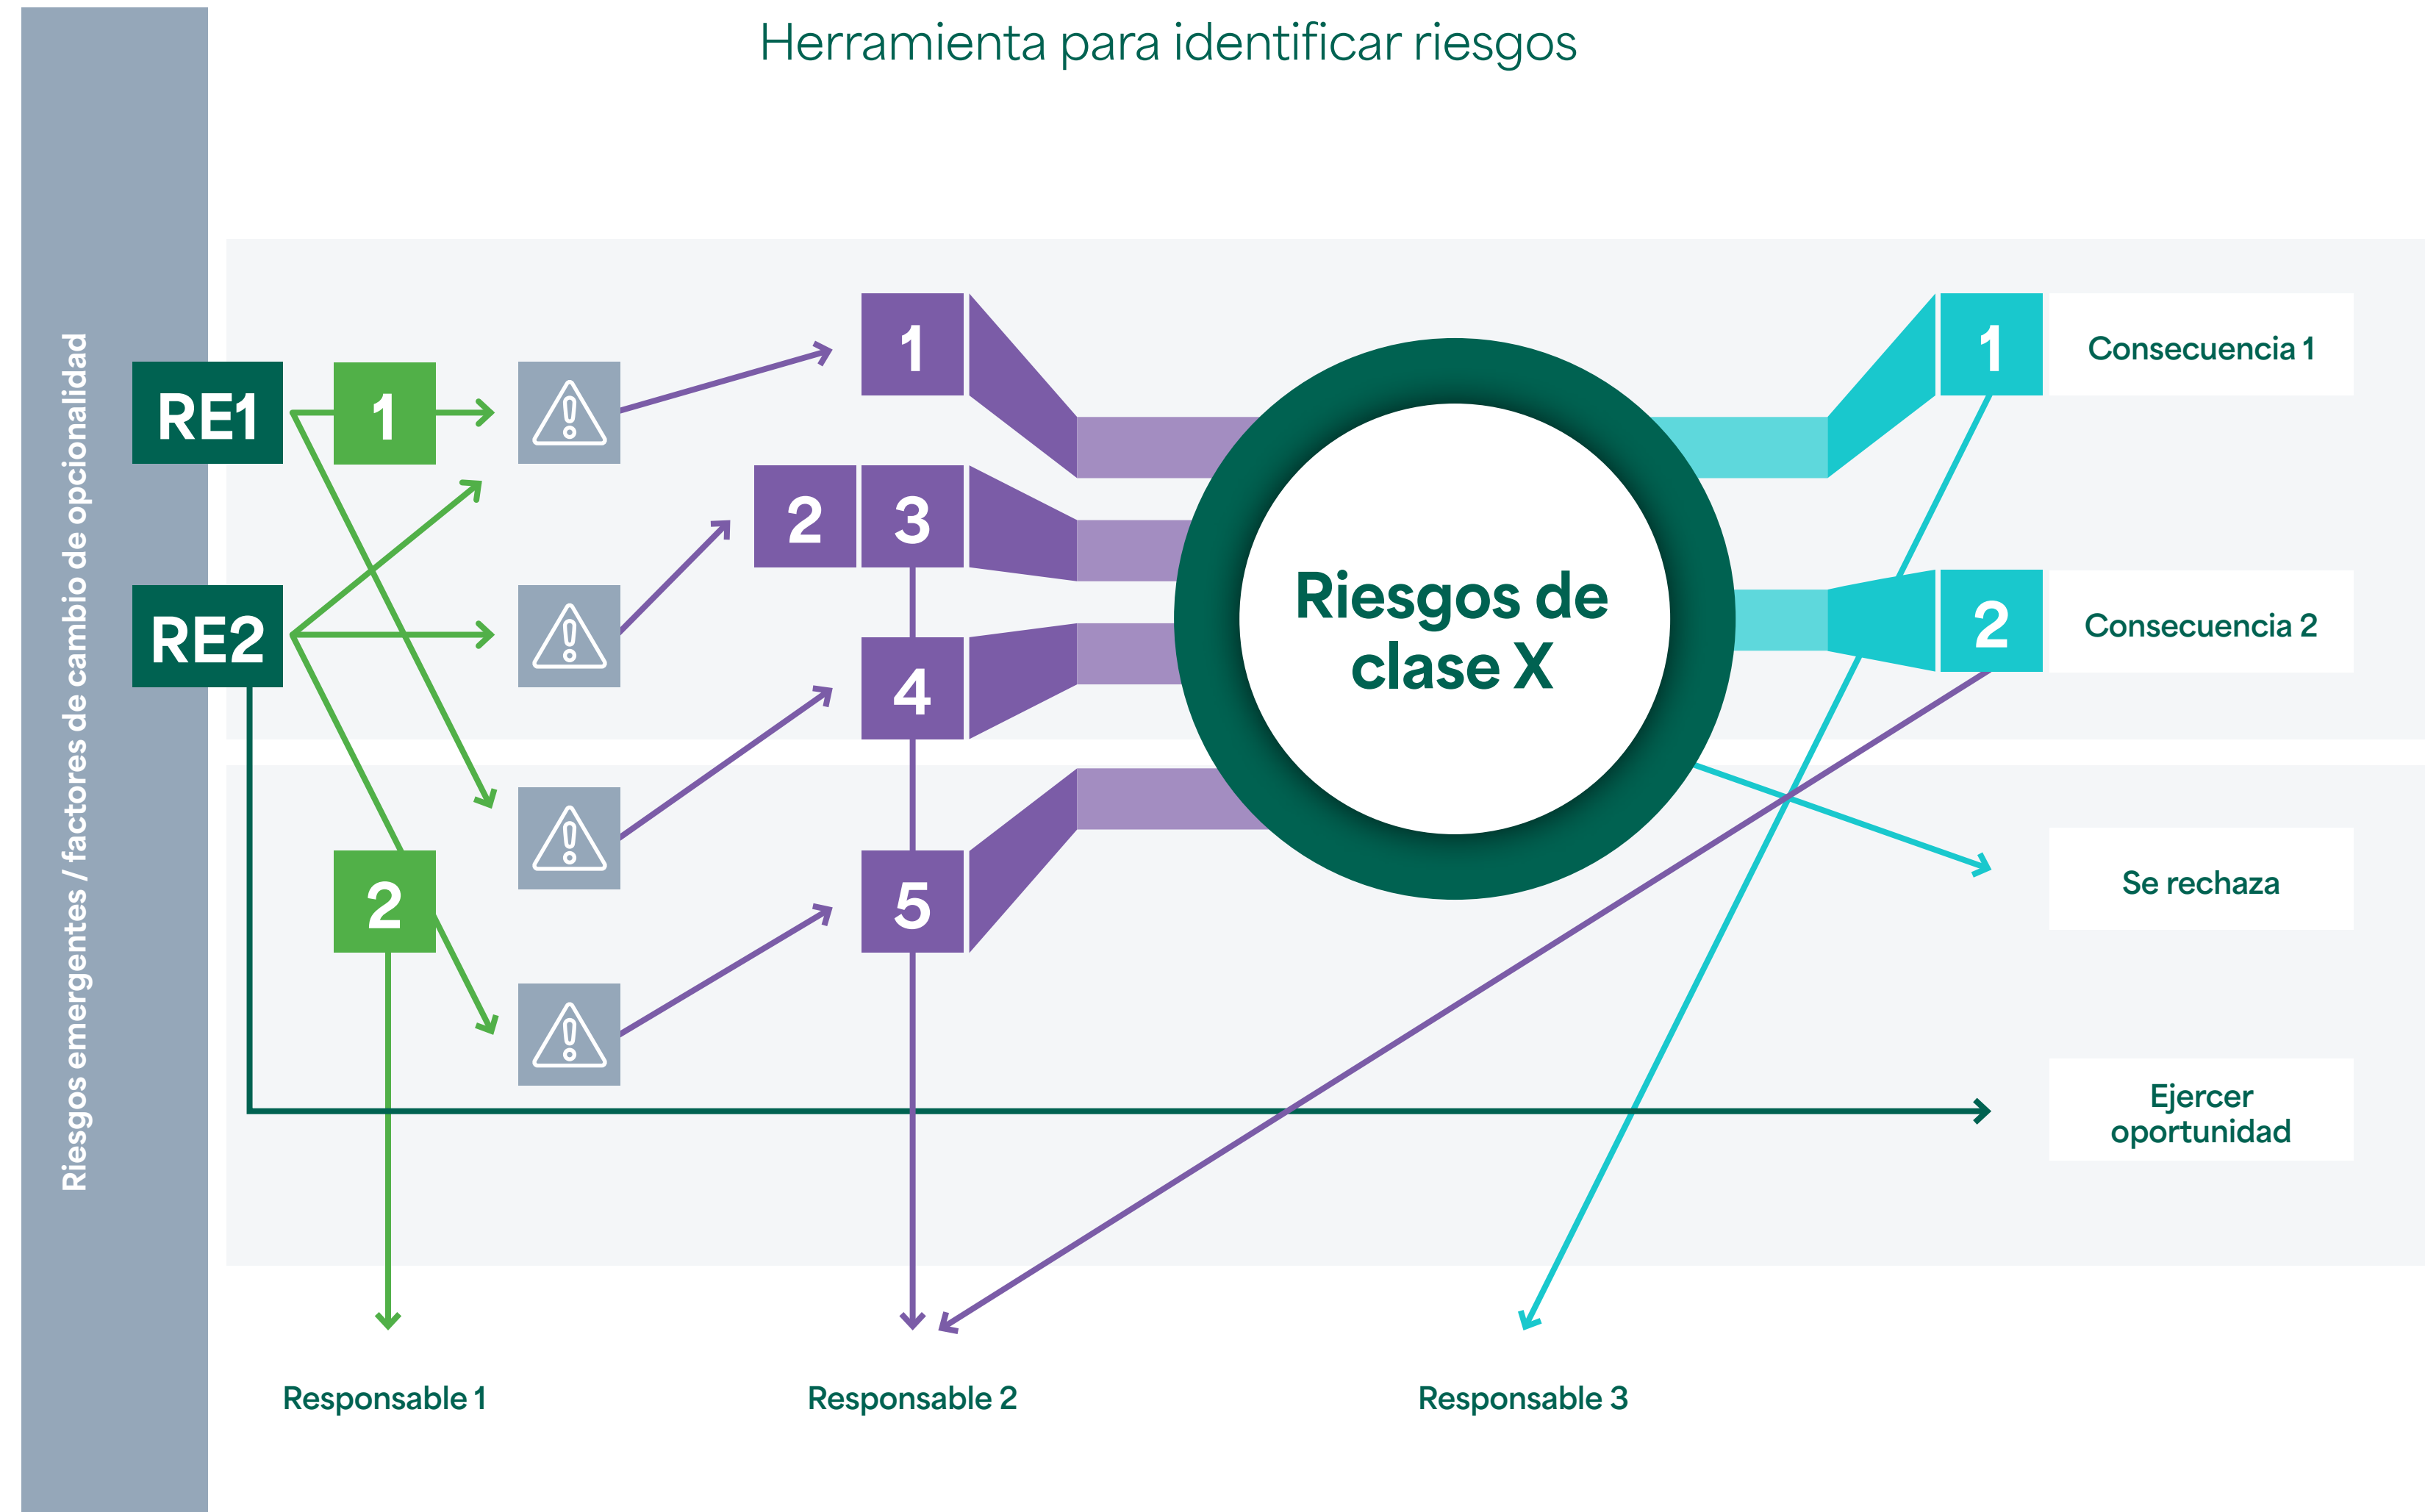 Herramienta para identificar riesgos
Riesgos emergentes / factores de cambio de opcionalidad
RE1
1
1
1
Consecuencia 1
2
3
RE2
4
Riesgos de
clase X
2
Consecuencia 2
2
5
Se rechaza
Ejercer
oportunidad
Responsable 1
Responsable 2
Responsable 3